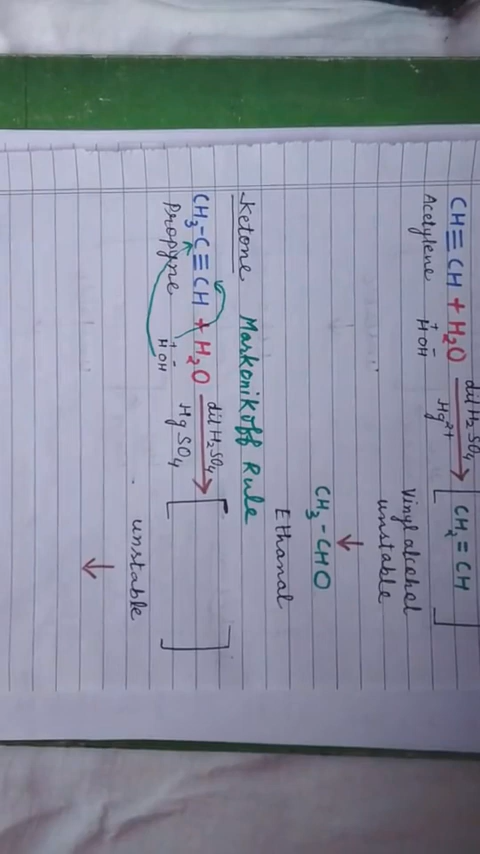 CH≡CH + H₂O dil H₂SO₄ [CH₂=CH]
Acetylene H⁺ OH⁻ Hg²⁺
Vinyl alcohol
unstable
↓
CH₃-CHO
Ethanal
Ketone Markonikoff Rule
CH₃-C≡CH + H₂O dil H₂SO₄ [ ]
Propyne H⁺ OH⁻ HgSO₄
unstable
↓